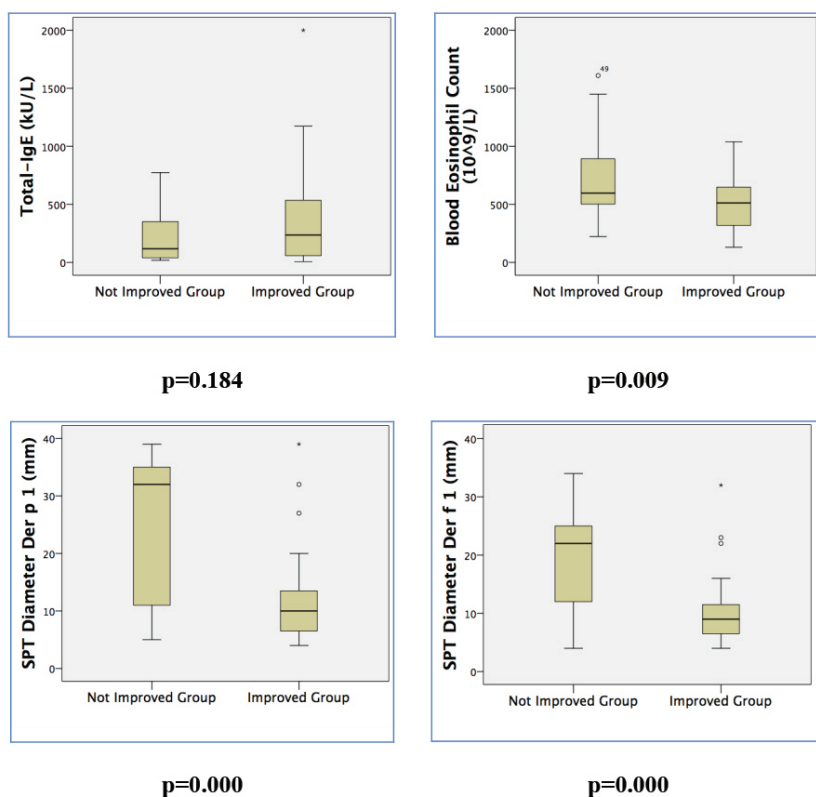 Total-IgE (kU/L)
2000
1500
1000
500
0
*
Not Improved Group
Improved Group
p=0.184
Blood Eosinophil Count
(10^9/L)
2000
1500
1000
500
0
49
Not Improved Group
Improved Group
p=0.009
SPT Diameter Der p 1 (mm)
40
30
20
10
0
*
Not Improved Group
Improved Group
p=0.000
SPT Diameter Der f 1 (mm)
40
30
20
10
0
*
Not Improved Group
Improved Group
p=0.000